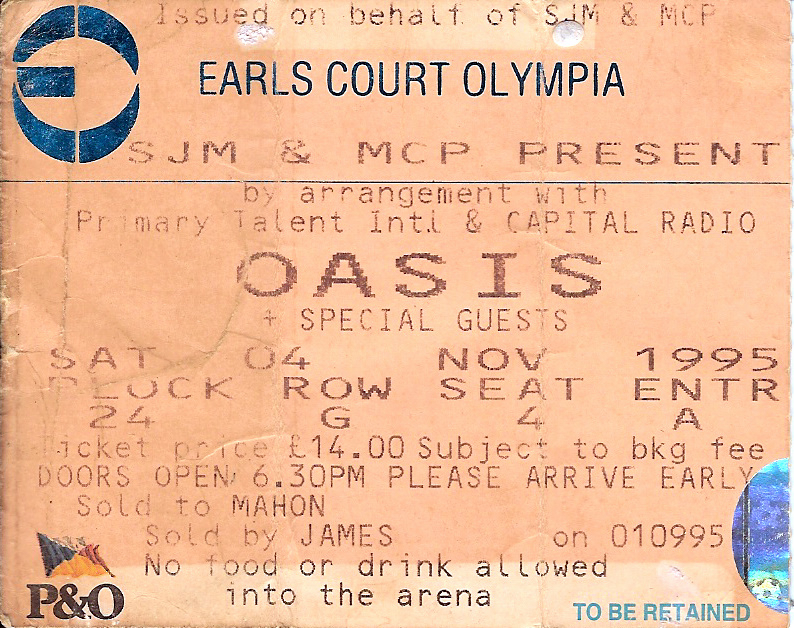 Issued on behalf of SJM & MCP
EARLS COURT OLYMPIA
SJM & MCP PRESENT
by arrangement with
Primary Talent Intl & CAPITAL RADIO
OASIS
+ SPECIAL GUESTS
SAT 04 NOV 1995
BLOCK ROW SEAT ENTR
24 G 4 A
Ticket price £14.00 Subject to bkg fee
DOORS OPEN 6.30PM PLEASE ARRIVE EARLY
Sold to MAHON
Sold by JAMES on 010995
No food or drink allowed
into the arena
P&O
TO BE RETAINED